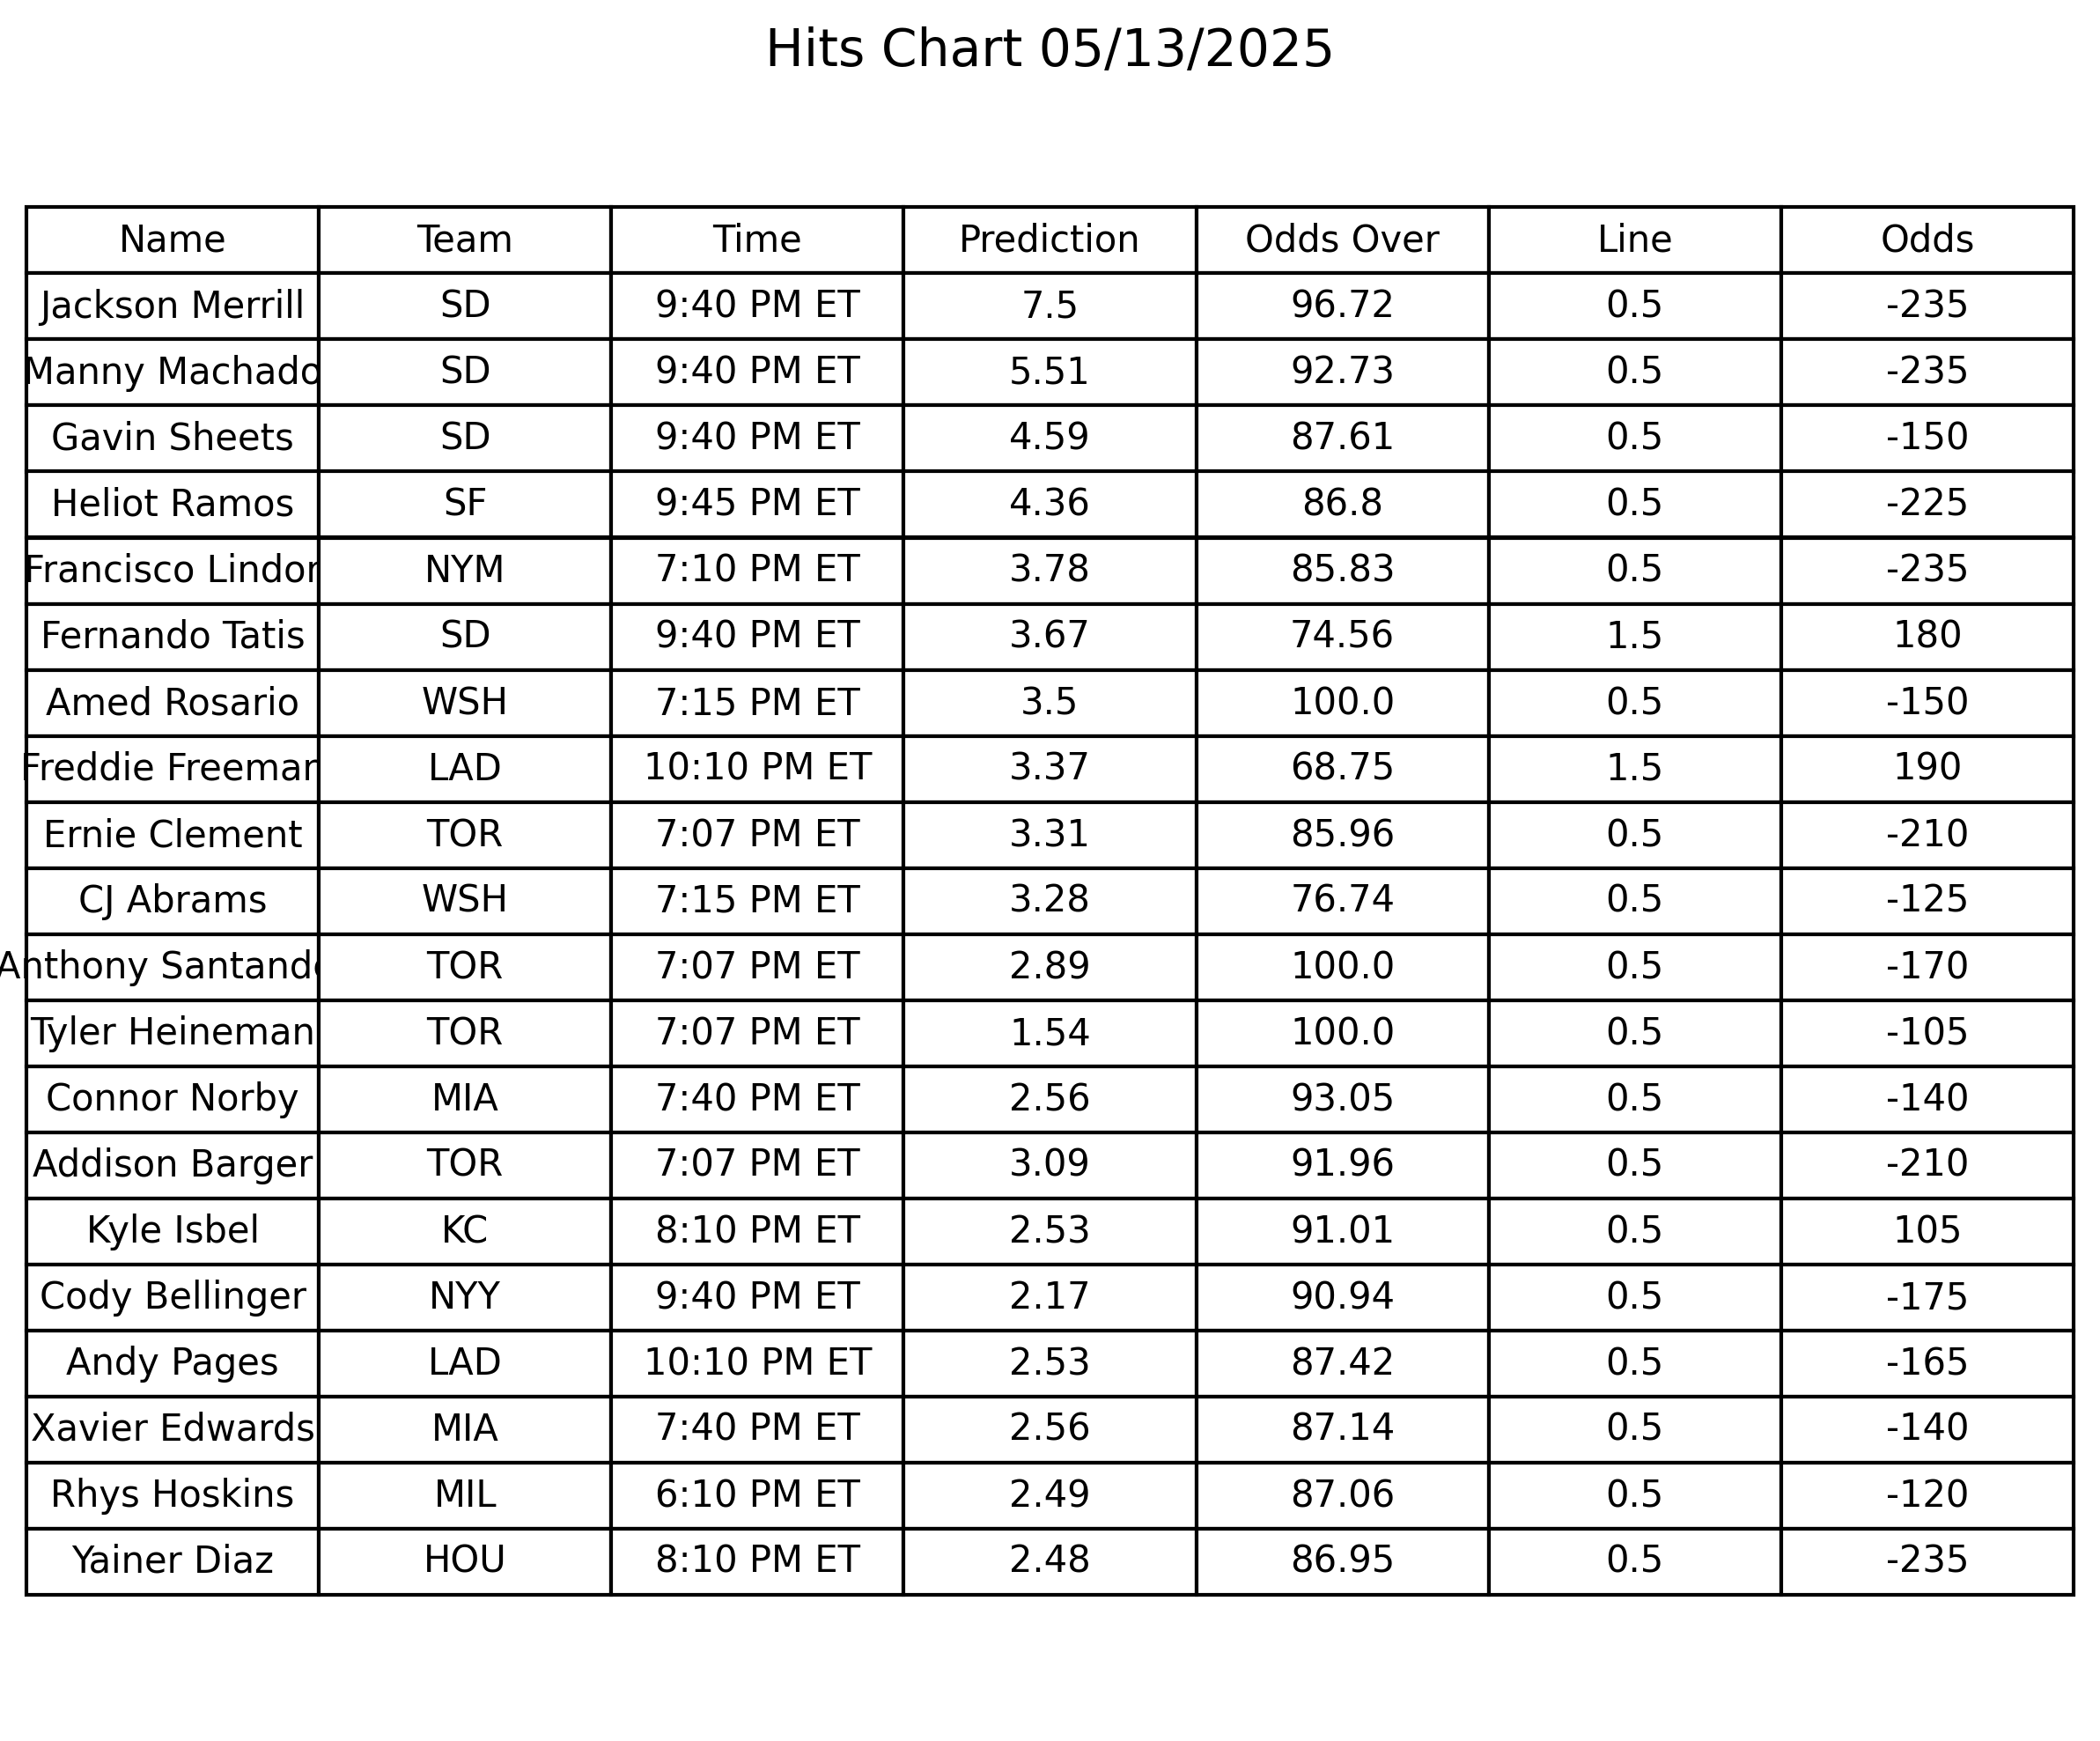 Hits Chart 05/13/2025
Name Team Time Prediction Odds Over Line Odds
Jackson Merrill SD 9:40 PM ET 7.5 96.72 0.5 -235
Manny Machado SD 9:40 PM ET 5.51 92.73 0.5 -235
Gavin Sheets SD 9:40 PM ET 4.59 87.61 0.5 -150
Heliot Ramos SF 9:45 PM ET 4.36 86.8 0.5 -225
Francisco Lindor NYM 7:10 PM ET 3.78 85.83 0.5 -235
Fernando Tatis SD 9:40 PM ET 3.67 74.56 1.5 180
Amed Rosario WSH 7:15 PM ET 3.5 100.0 0.5 -150
Freddie Freeman LAD 10:10 PM ET 3.37 68.75 1.5 190
Ernie Clement TOR 7:07 PM ET 3.31 85.96 0.5 -210
CJ Abrams WSH 7:15 PM ET 3.28 76.74 0.5 -125
Anthony Santande TOR 7:07 PM ET 2.89 100.0 0.5 -170
Tyler Heineman TOR 7:07 PM ET 1.54 100.0 0.5 -105
Connor Norby MIA 7:40 PM ET 2.56 93.05 0.5 -140
Addison Barger TOR 7:07 PM ET 3.09 91.96 0.5 -210
Kyle Isbel KC 8:10 PM ET 2.53 91.01 0.5 105
Cody Bellinger NYY 9:40 PM ET 2.17 90.94 0.5 -175
Andy Pages LAD 10:10 PM ET 2.53 87.42 0.5 -165
Xavier Edwards MIA 7:40 PM ET 2.56 87.14 0.5 -140
Rhys Hoskins MIL 6:10 PM ET 2.49 87.06 0.5 -120
Yainer Diaz HOU 8:10 PM ET 2.48 86.95 0.5 -235